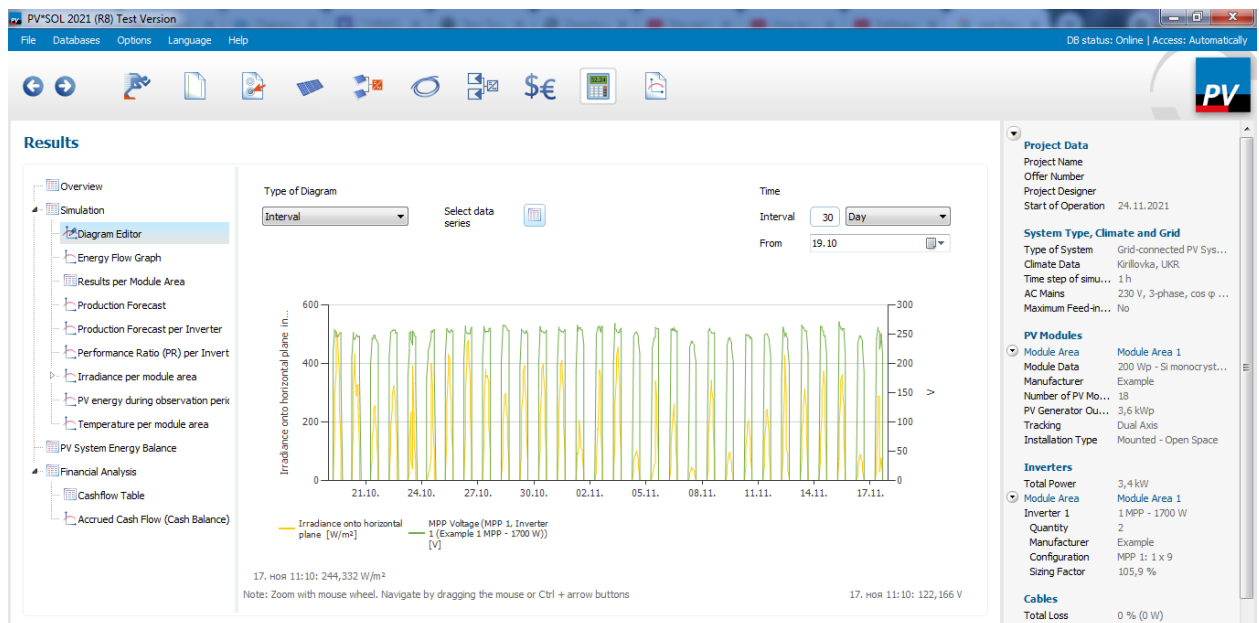 PV*SOL 2021 (R8) Test Version
File Databases Options Language Help
DB status: Online | Access: Automatically
$€
PV
Results
Overview
Simulation
Diagram Editor
Energy Flow Graph
Results per Module Area
Production Forecast
Production Forecast per Inverter
Performance Ratio (PR) per Invert
Irradiance per module area
PV energy during observation peri
Temperature per module area
PV System Energy Balance
Financial Analysis
Cashflow Table
Accrued Cash Flow (Cash Balance)
Type of Diagram
Interval
Select data
series
Time
Interval 30 Day
From 19.10
Irradiance onto horizontal plane in...
600
400
200
0
300
250
200
150
100
50
0
V
21.10. 24.10. 27.10. 30.10. 02.11. 05.11. 08.11. 11.11. 14.11. 17.11.
Irradiance onto horizontal
plane [W/m²]
MPP Voltage (MPP 1, Inverter
1 (Example 1 MPP - 1700 W))
[V]
17. ноя 11:10: 244,332 W/m²
Note: Zoom with mouse wheel. Navigate by dragging the mouse or Ctrl + arrow buttons
17. ноя 11:10: 122,166 V
Project Data
Project Name
Offer Number
Project Designer
Start of Operation 24.11.2021
System Type, Climate and Grid
Type of System Grid-connected PV Sys...
Climate Data Kirillovka, UKR
Time step of simu... 1 h
AC Mains 230 V, 3-phase, cos φ ...
Maximum Feed-in... No
PV Modules
Module Area Module Area 1
Module Data 200 Wp - Si monocryst...
Manufacturer Example
Number of PV Mo... 18
PV Generator Ou... 3,6 kWp
Tracking Dual Axis
Installation Type Mounted - Open Space
Inverters
Total Power 3,4 kW
Module Area Module Area 1
Inverter 1 1 MPP - 1700 W
Quantity 2
Manufacturer Example
Configuration MPP 1: 1 x 9
Sizing Factor 105,9 %
Cables
Total Loss 0 % (0 W)